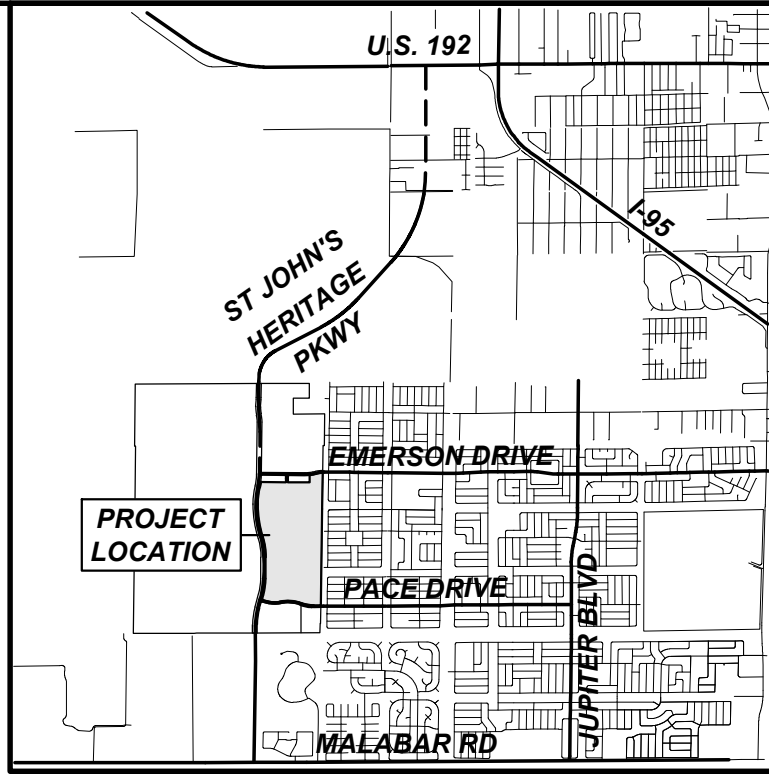 U.S. 192
I-95
ST JOHN'S
HERITAGE
PKWY
EMERSON DRIVE
PROJECT
LOCATION
PACE DRIVE
JUPITER BLVD
MALABAR RD